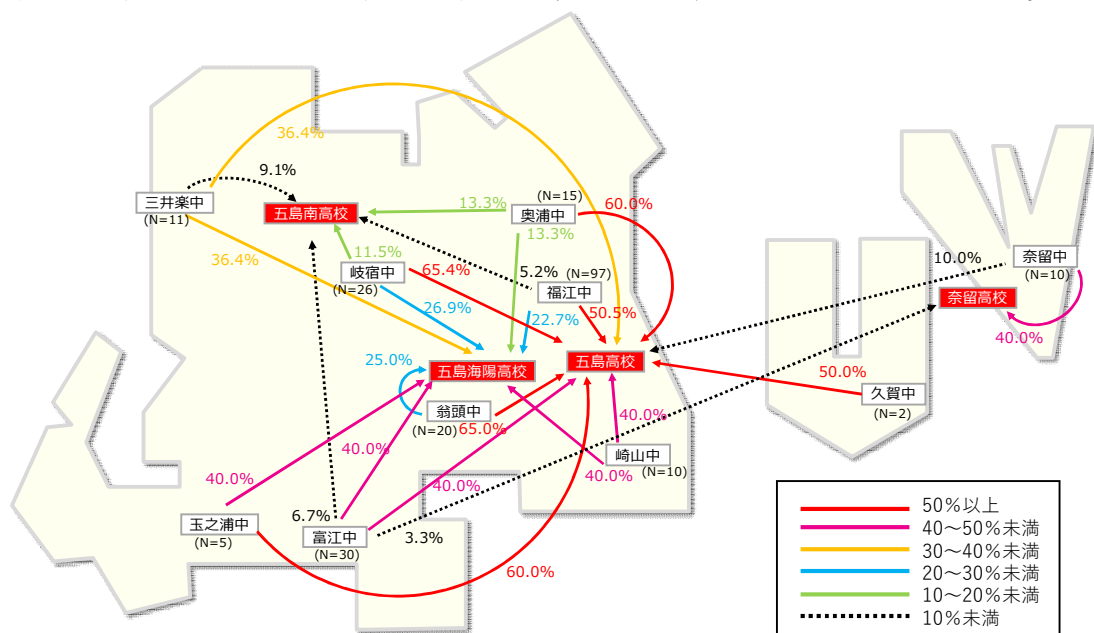 36.4%
9.1%
三井楽中
(N=11)
五島南高校
13.3%
(N=15)
奥浦中
60.0%
13.3%
11.5%
36.4%
岐宿中
(N=26)
65.4%
5.2%
(N=97)
福江中
26.9%
22.7%
50.5%
10.0%
奈留中
(N=10)
奈留高校
40.0%
25.0%
五島海陽高校
五島高校
50.0%
久賀中
(N=2)
翁頭中
(N=20)
65.0%
40.0%
崎山中
(N=10)
40.0%
40.0%
40.0%
40.0%
玉之浦中
(N=5)
6.7%
富江中
(N=30)
3.3%
60.0%
50%以上
40～50%未満
30～40%未満
20～30%未満
10～20%未満
10%未満